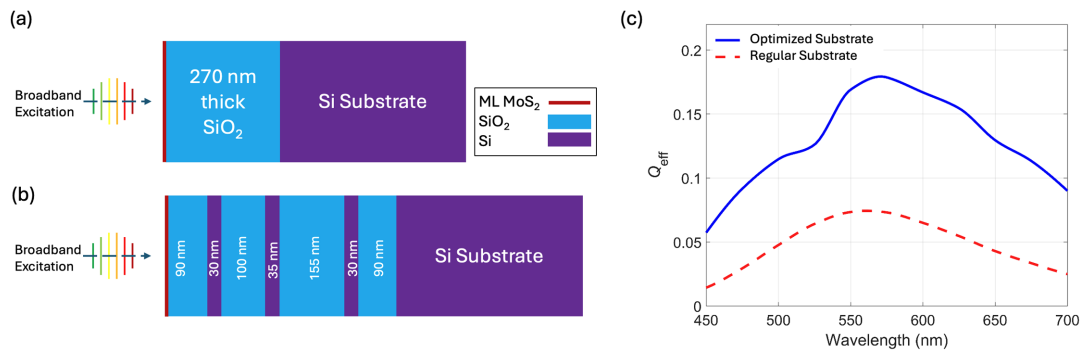 (a)
Broadband
Excitation
270 nm
thick
SiO₂
Si Substrate
ML MoS₂
SiO₂
Si
(b)
Broadband
Excitation
90 nm
30 nm
100 nm
35 nm
155 nm
30 nm
90 nm
Si Substrate
(c)
Optimized Substrate
Regular Substrate
Q_eff
0.2
0.15
0.1
0.05
0
450
500
550
600
650
700
Wavelength (nm)